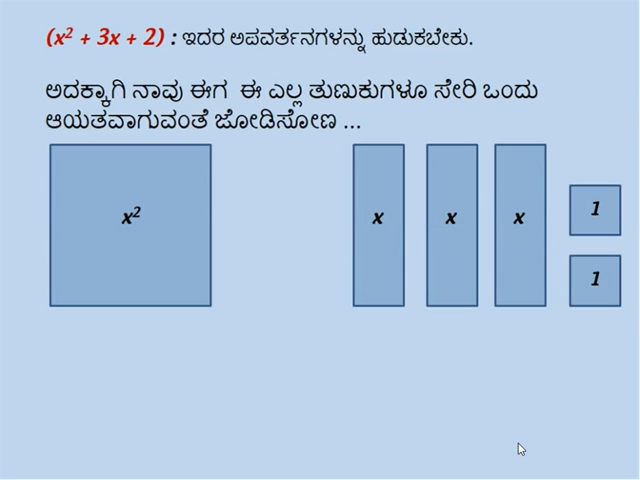 (x² + 3x + 2) : ಇದರ ಅಪವರ್ತನಗಳನ್ನು ಹುಡುಕಬೇಕು.
ಅದಕ್ಕಾಗಿ ನಾವು ಈಗ ಈ ಎಲ್ಲ ತುಣುಕುಗಳೂ ಸೇರಿ ಒಂದು
ಆಯತವಾಗುವಂತೆ ಜೋಡಿಸೋಣ ...
x² x x x 1
1